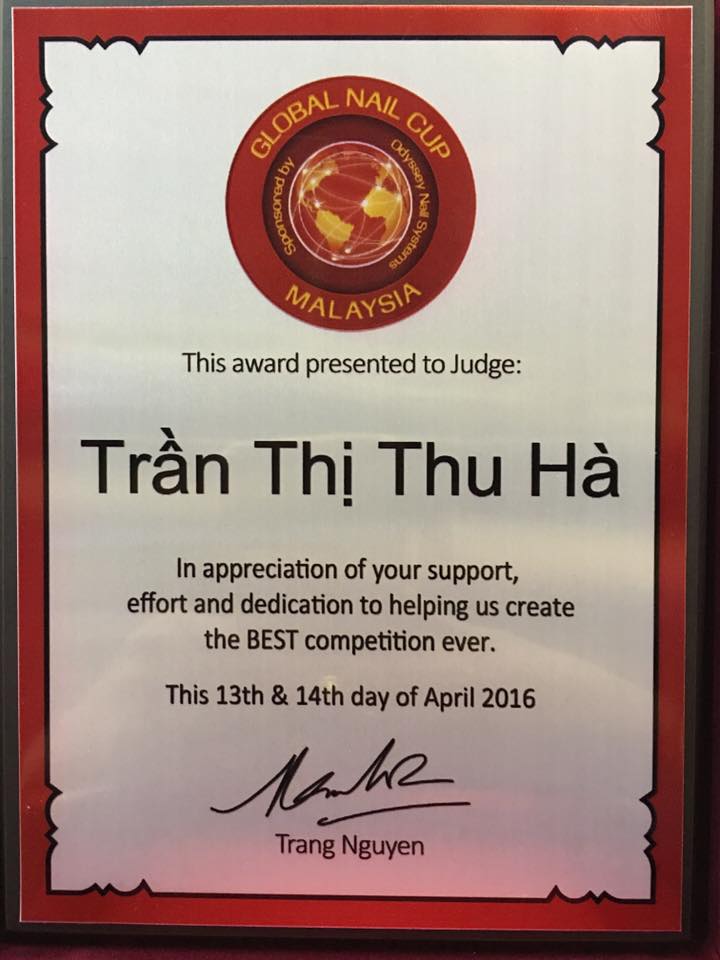 GLOBAL NAIL CUP
Sponsored by
Odyssey Nail Systems
MALAYSIA
This award presented to Judge:
Trần Thị Thu Hà
In appreciation of your support,
effort and dedication to helping us create
the BEST competition ever.
This 13th & 14th day of April 2016
Trang Nguyen